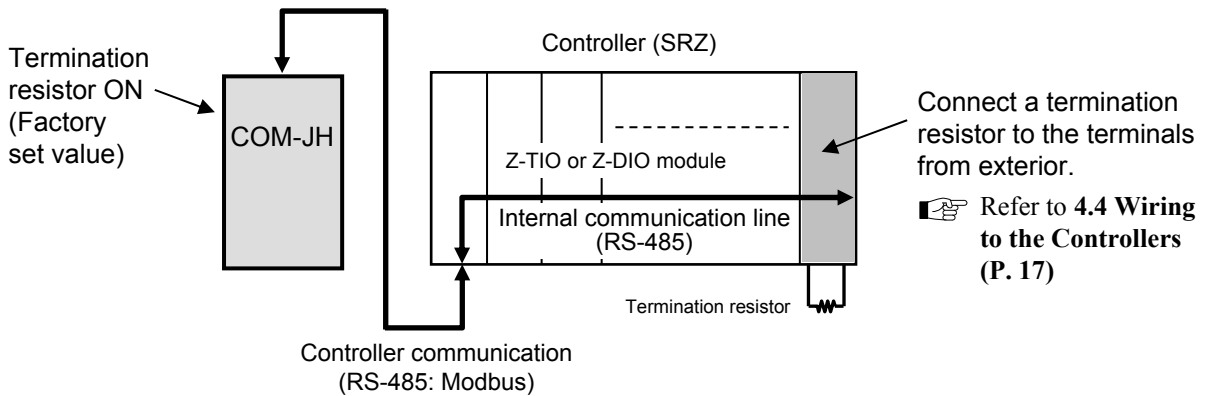 Termination
resistor ON
(Factory
set value)
COM-JH
Controller (SRZ)
Z-TIO or Z-DIO module
Internal communication line
(RS-485)
Termination resistor
Controller communication
(RS-485: Modbus)
Connect a termination
resistor to the terminals
from exterior.
Refer to 4.4 Wiring
to the Controllers
(P. 17)